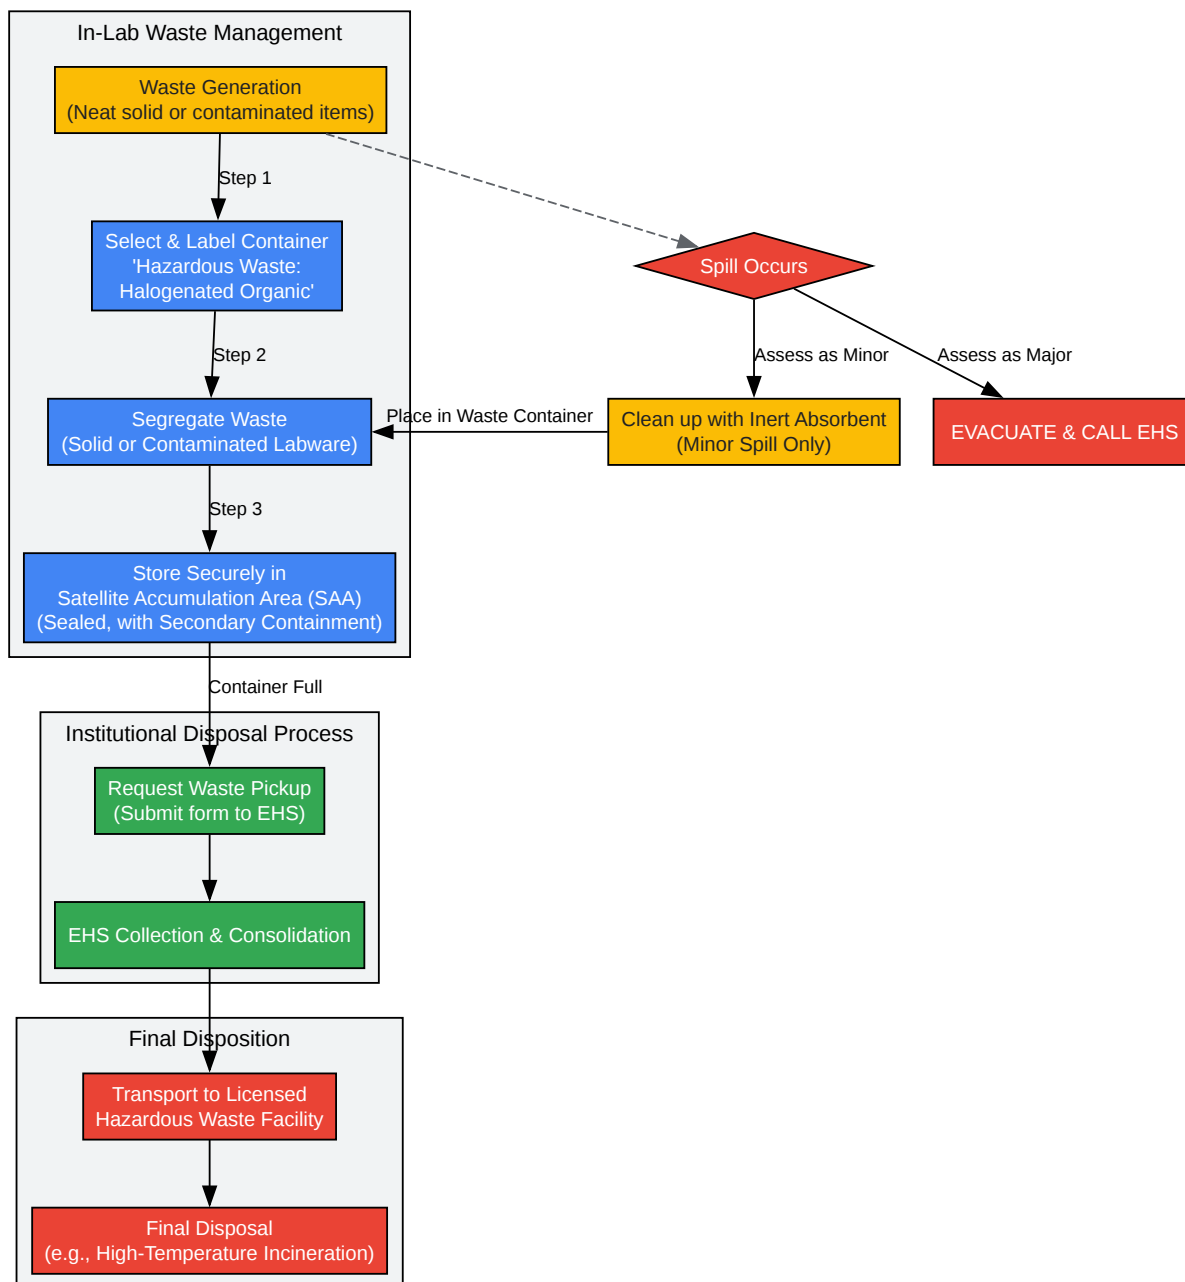 In-Lab Waste Management
Waste Generation
(Neat solid or contaminated items)
Step 1
Select & Label Container
'Hazardous Waste:
Halogenated Organic'
Spill Occurs
Step 2
Assess as Minor
Assess as Major
Segregate Waste
(Solid or Contaminated Labware)
Place in Waste Container
Clean up with Inert Absorbent
(Minor Spill Only)
EVACUATE & CALL EHS
Step 3
Store Securely in
Satellite Accumulation Area (SAA)
(Sealed, with Secondary Containment)
Container Full
Institutional Disposal Process
Request Waste Pickup
(Submit form to EHS)
EHS Collection & Consolidation
Final Disposition
Transport to Licensed
Hazardous Waste Facility
Final Disposal
(e.g., High-Temperature Incineration)